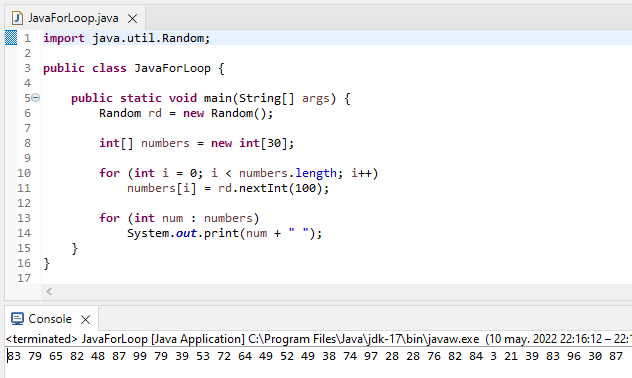 JavaForLoop.java
1 import java.util.Random;
2
3 public class JavaForLoop {
4
5 public static void main(String[] args) {
6 Random rd = new Random();
7
8 int[] numbers = new int[30];
9
10 for (int i = 0; i < numbers.length; i++)
11 numbers[i] = rd.nextInt(100);
12
13 for (int num : numbers)
14 System.out.print(num + " ");
15 }
16 }
17
Console
<terminated> JavaForLoop [Java Application] C:\Program Files\Java\jdk-17\bin\javaw.exe (10 may. 2022 22:16:12 – 22:
83 79 65 82 48 87 99 79 39 53 72 64 49 52 49 38 74 97 28 28 76 82 84 3 21 39 83 96 30 87